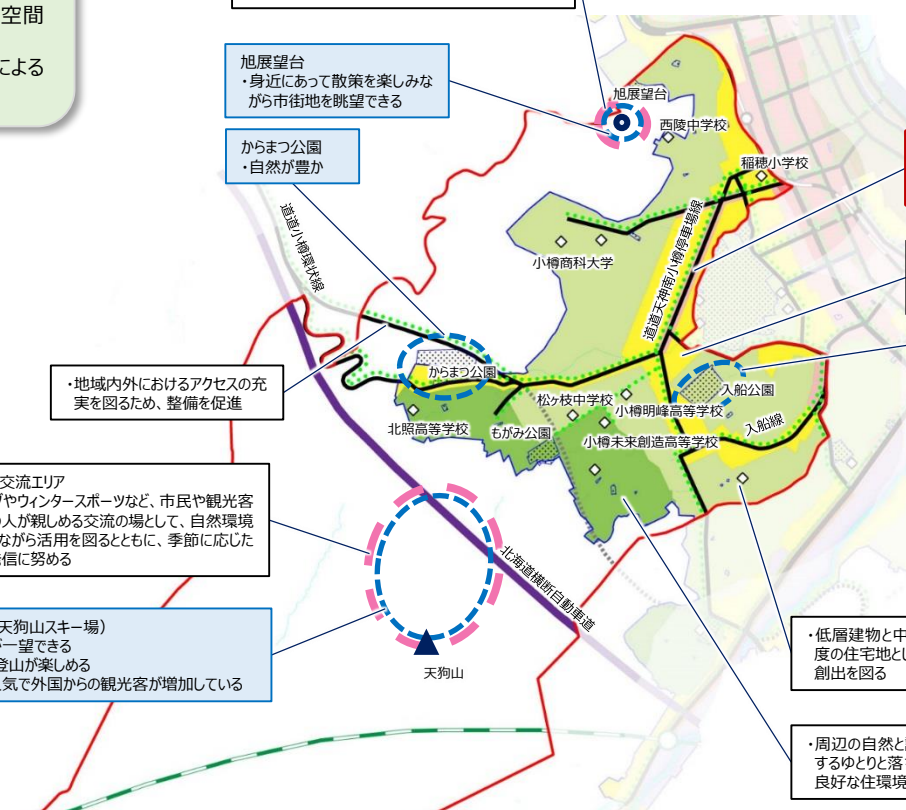 空間
による
旭展望台
・身近にあって散策を楽しみな
がら市街地を眺望できる
からまつ公園
・自然が豊か
旭展望台
西陵中学校
稲穂小学校
道道小樽環状線
小樽商科大学
道道天神南小樽停車場線
・地域内外におけるアクセスの充
実を図るため、整備を促進
からまつ公園
松ヶ枝中学校
入船公園
小樽明峰高等学校
入船線
北照高等学校
もがみ公園
小樽未来創造高等学校
交流エリア
やウィンタースポーツなど、市民や観光客
の人が親しめる交流の場として、自然環境
ながら活用を図るとともに、季節に応じた
発信に努める
北海道横断自動車道
天狗山スキー場）
が一望できる
登山が楽しめる
気で外国からの観光客が増加している
天狗山
・低層建物と中
度の住宅地とし
創出を図る
・周辺の自然と
するゆとりと落
良好な住環境